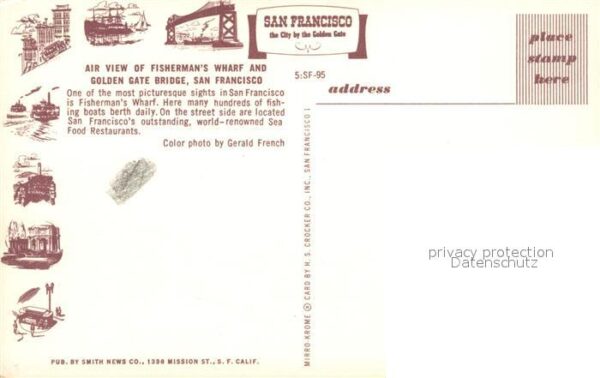 SAN FRANCISCO
the City by the Golden Gate
place
stamp
here
AIR VIEW OF FISHERMAN'S WHARF AND
GOLDEN GATE BRIDGE, SAN FRANCISCO
5:SF-95
address
One of the most picturesque sights in San Francisco
is Fisherman's Wharf. Here many hundreds of fish-
ing boats berth daily. On the street side are located
San Francisco's outstanding, world-renowned Sea
Food Restaurants.
Color photo by Gerald French
MIRRO-KROME ® CARD BY H. S. CROCKER CO., INC., SAN FRANCISCO 1
privacy protection
Datenschutz
PUB. BY SMITH NEWS CO., 1398 MISSION ST., S. F. CALIF.